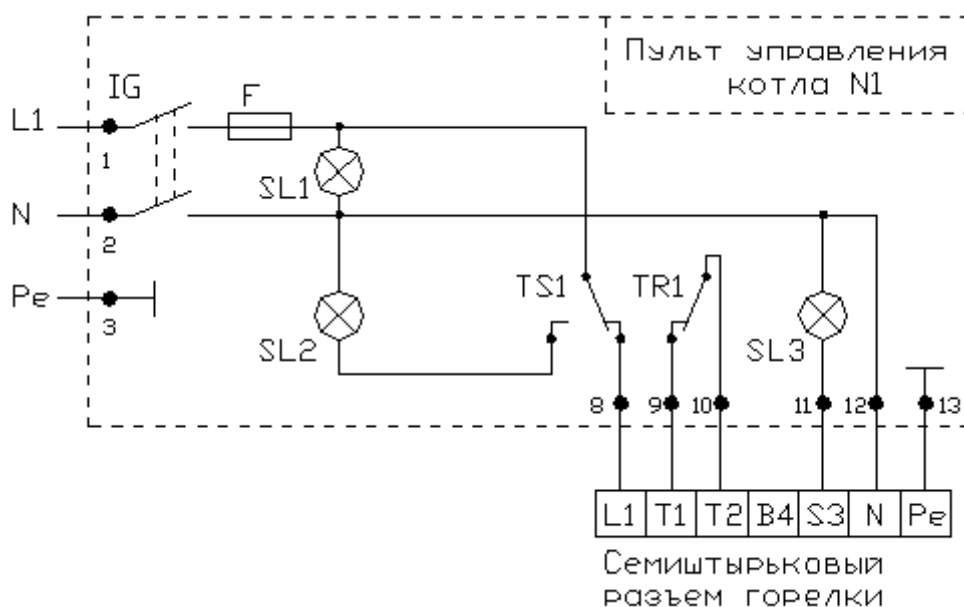 Пульт управления
котла N1
IG
F
L1
1
SL1
N
2
Pe
3
TS1
TR1
SL2
SL3
8
9
10
11
12
13
L1 T1 T2 B4 S3 N Pe
Семиштырьковый
разъем горелки